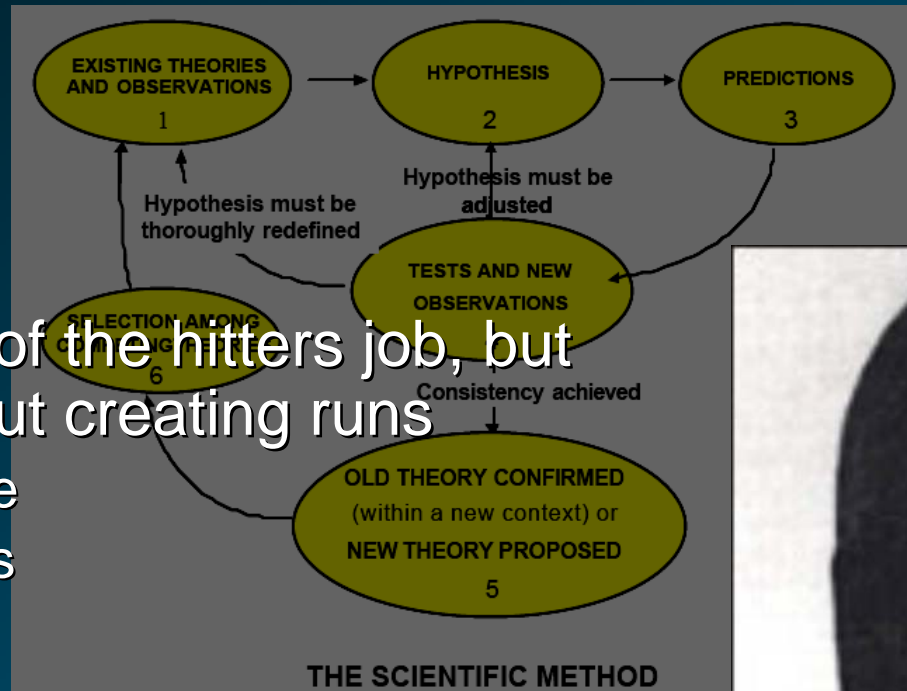 EXISTING THEORIES
AND OBSERVATIONS
1
HYPOTHESIS
2
PREDICTIONS
3
Hypothesis must be
thoroughly redefined
Hypothesis must be
adjusted
TESTS AND NEW
OBSERVATIONS
SELECTION AMONG
6
of the hitters job, but
ut creating runs
e
s
Consistency achieved
OLD THEORY CONFIRMED
(within a new context) or
NEW THEORY PROPOSED
5
THE SCIENTIFIC METHOD